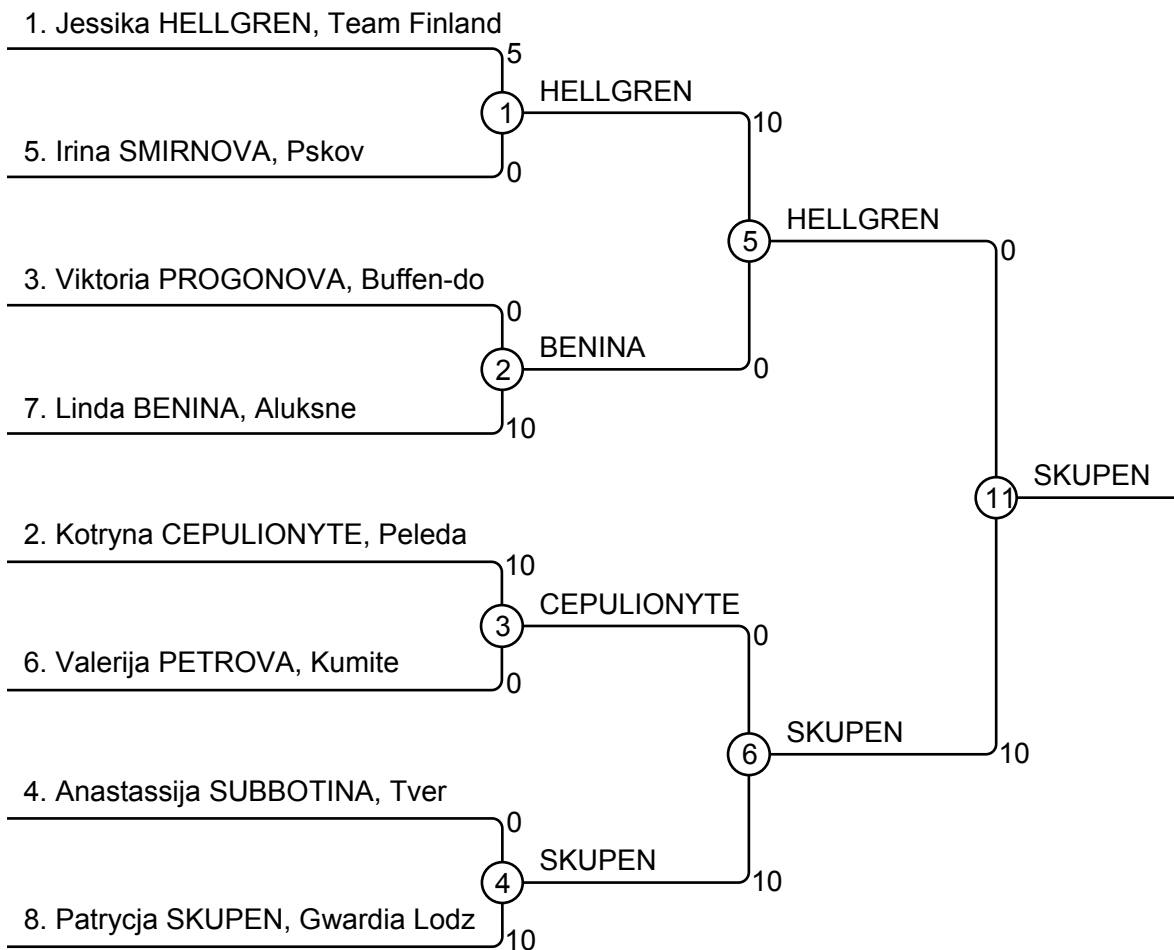 1. Jessika HELLGREN, Team Finland
5
1
HELLGREN
10
5. Irina SMIRNOVA, Pskov
0
5
HELLGREN
0
3. Viktoria PROGONOVA, Buffen-do
0
2
BENINA
0
7. Linda BENINA, Aluksne
10
11
SKUPEN
2. Kotryna CEPULIONYTE, Peleda
10
3
CEPULIONYTE
0
6. Valerija PETROVA, Kumite
0
6
SKUPEN
10
4. Anastassija SUBBOTINA, Tver
0
4
SKUPEN
10
8. Patrycja SKUPEN, Gwardia Lodz
10